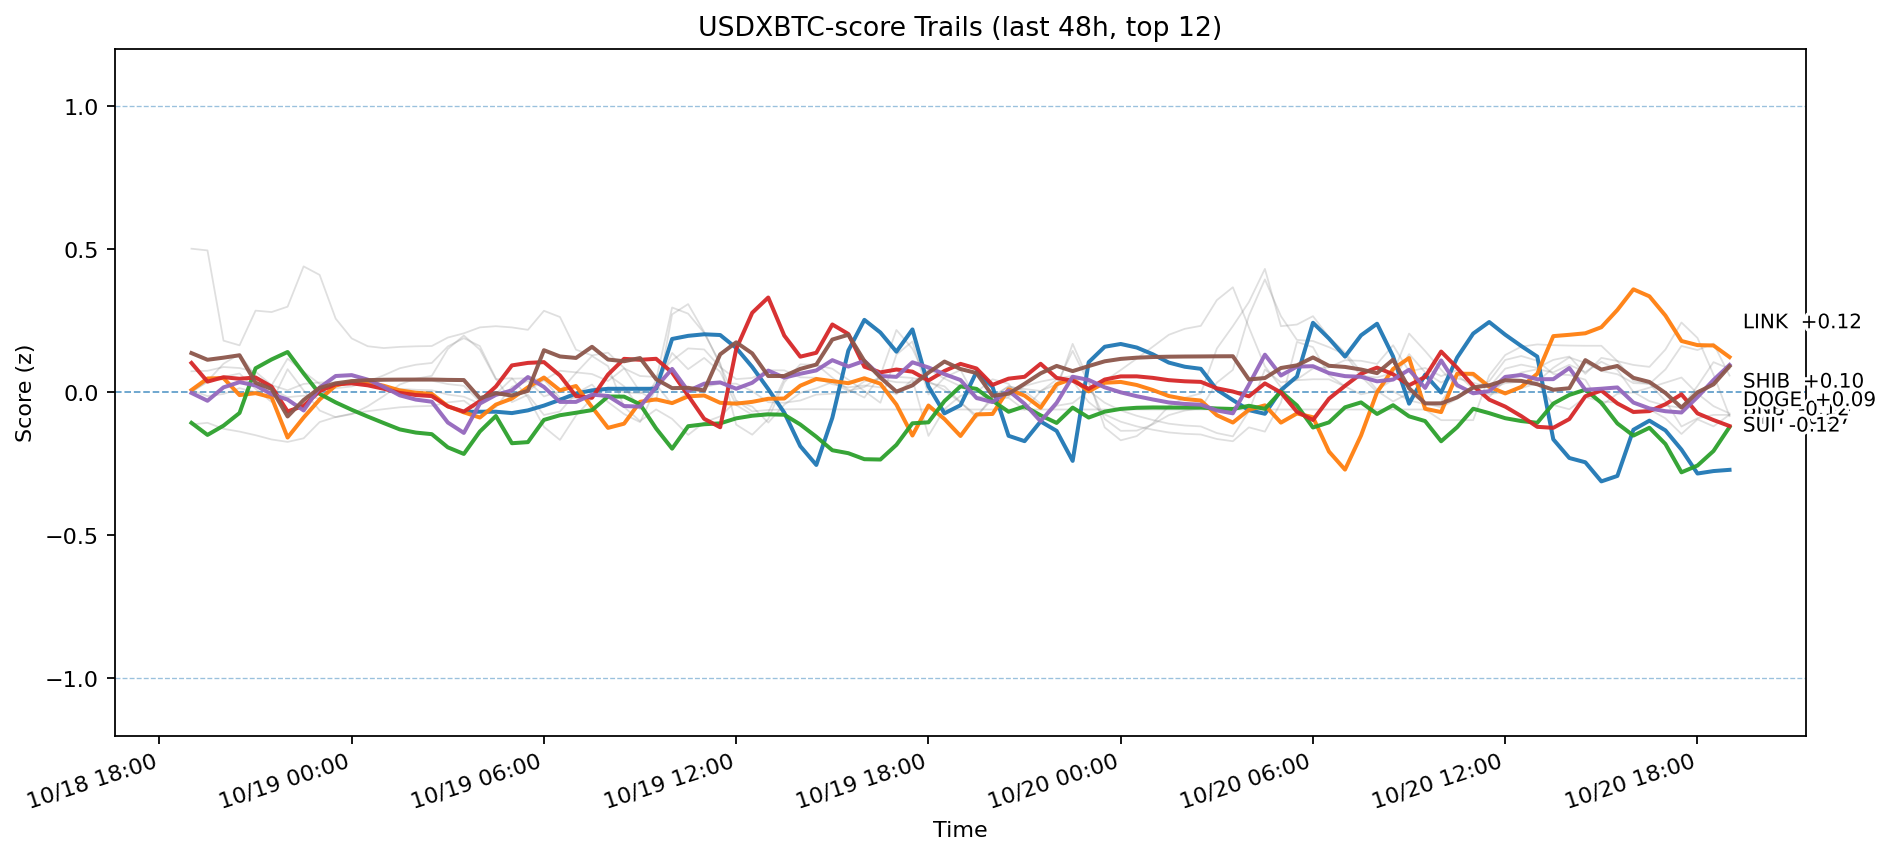 USDXBTC-score Trails (last 48h, top 12)
Score (z)
1.0
0.5
0.0
−0.5
−1.0
LINK +0.12
SHIB +0.10
DOGE +0.09
SUI -0.12
10/18 18:00
10/19 00:00
10/19 06:00
10/19 12:00
10/19 18:00
10/20 00:00
10/20 06:00
10/20 12:00
10/20 18:00
Time